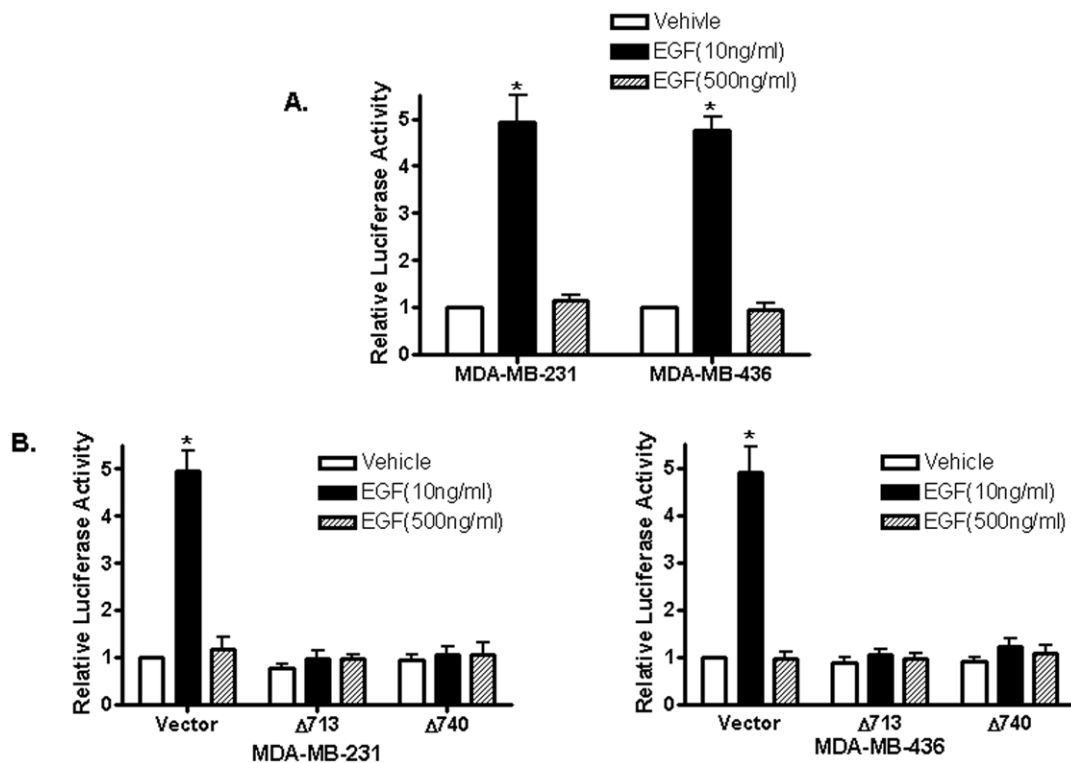 Vehivle
EGF(10ng/ml)
EGF(500ng/ml)
A.
Relative Luciferase Activity
5
4
3
2
1
0
*
*
MDA-MB-231
MDA-MB-436
B.
Relative Luciferase Activity
5
4
3
2
1
0
*
Vehicle
EGF(10ng/ml)
EGF(500ng/ml)
Vector
Δ713
Δ740
MDA-MB-231
Relative Luciferase Activity
5
4
3
2
1
0
*
Vehicle
EGF(10ng/ml)
EGF(500ng/ml)
Vector
Δ713
Δ740
MDA-MB-436